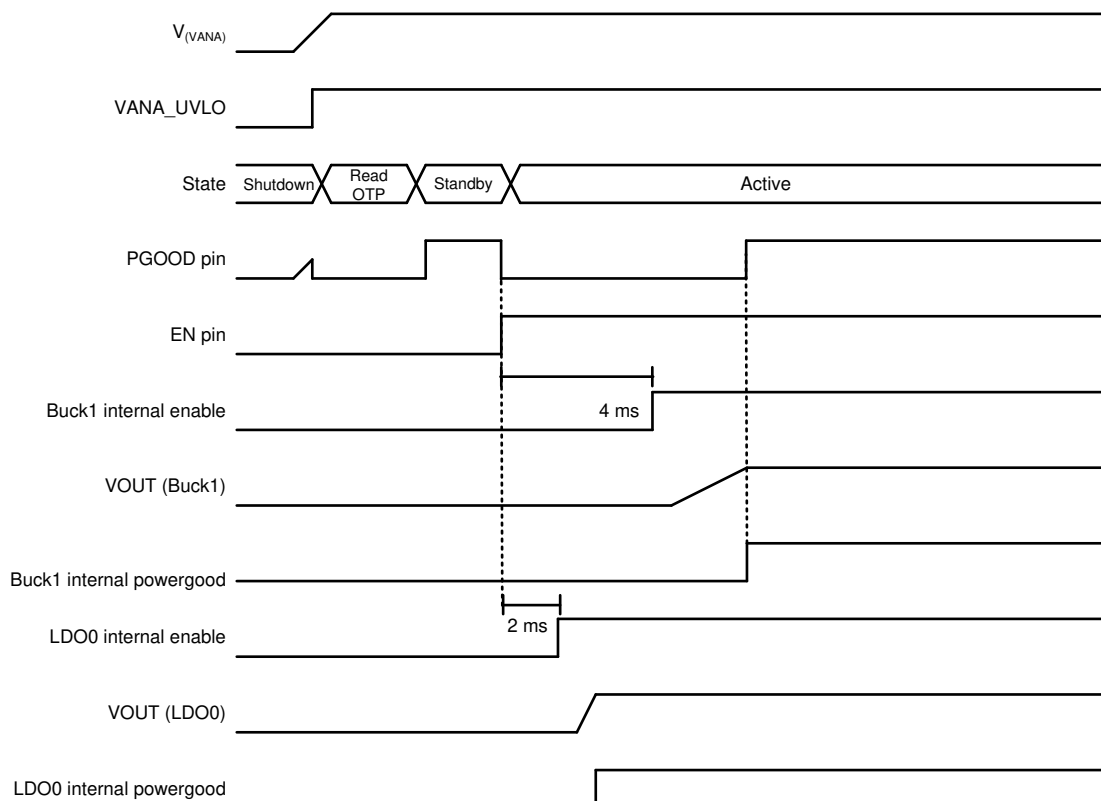 V(VANA)
VANA_UVLO
State
Shutdown
Read
OTP
Standby
Active
PGOOD pin
EN pin
Buck1 internal enable
4 ms
VOUT (Buck1)
Buck1 internal powergood
2 ms
LDO0 internal enable
VOUT (LDO0)
LDO0 internal powergood